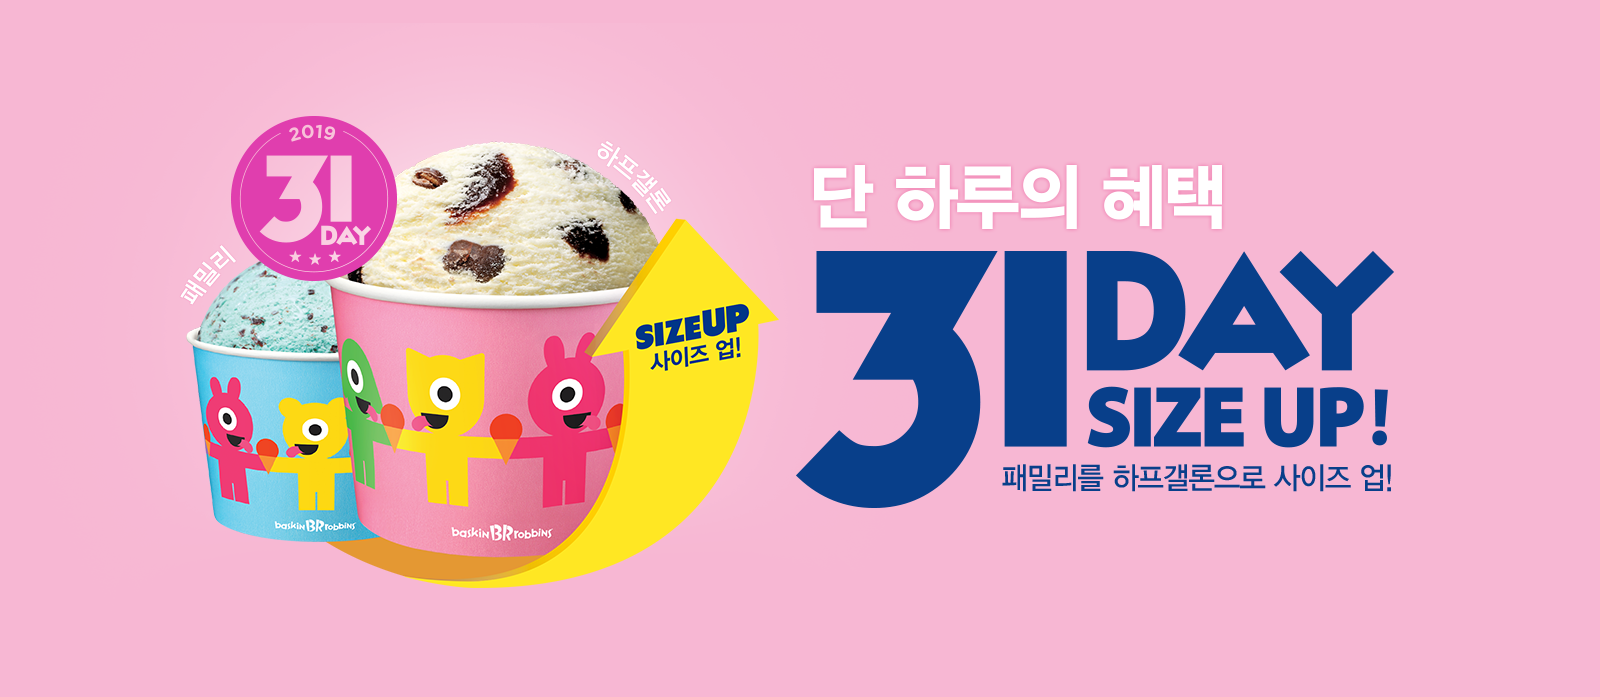 2019
31
DAY
패밀리
하프갤론
SIZE UP
사이즈 업!
baskin BR robbins
baskin BR robbins
단 하루의 혜택
31 DAY
SIZE UP!
패밀리를 하프갤론으로 사이즈 업!